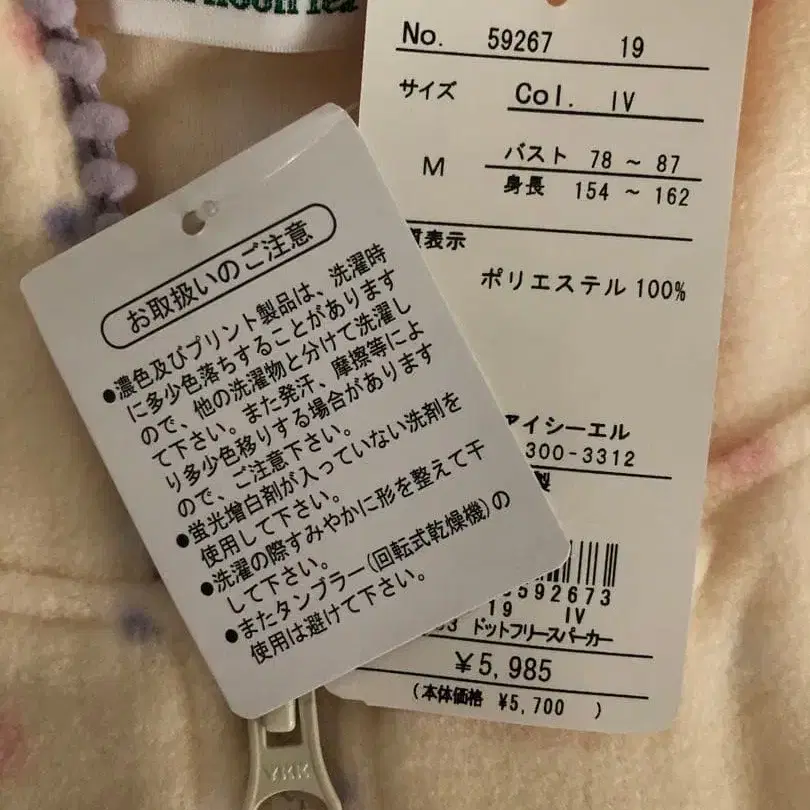 Tea
No. 59267 19
サイズ Col. IV
M バスト 78 ~ 87
身長 154 ~ 162
質表示
ポリエステル 100%
アイシーエル
300-3312
製
592673
19 IV
ドットフリースパーカー
¥5,985
(本体価格 ¥5,700 )
お取扱いのご注意
●濃色及びプリント製品は、洗濯時
に多少色落ちすることがあります
ので、他の洗濯物と分けて洗濯し
て下さい。また発汗、摩擦等によ
り多少色移りする場合があります
ので、ご注意下さい。
●蛍光増白剤が入っていない洗剤を
使用して下さい。
●洗濯の際すみやかに形を整えて干
して下さい。
●またタンブラー(回転式乾燥機)の
使用は避けて下さい。
YKK